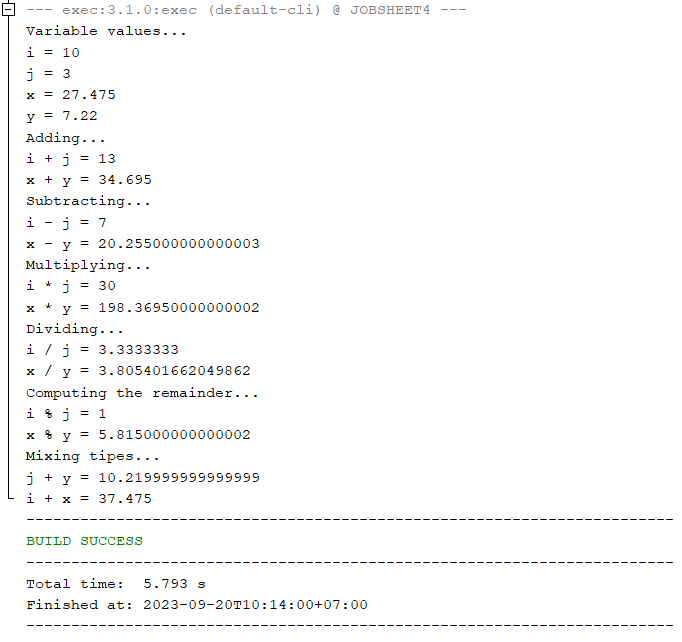 --- exec:3.1.0:exec (default-cli) @ JOBSHEET4 ---
Variable values...
i = 10
j = 3
x = 27.475
y = 7.22
Adding...
i + j = 13
x + y = 34.695
Subtracting...
i - j = 7
x - y = 20.255000000000003
Multiplying...
i * j = 30
x * y = 198.36950000000002
Dividing...
i / j = 3.3333333
x / y = 3.805401662049862
Computing the remainder...
i % j = 1
x % y = 5.815000000000002
Mixing tipes...
j + y = 10.219999999999999
i + x = 37.475
------------------------------------------------------------------------
BUILD SUCCESS
------------------------------------------------------------------------
Total time:  5.793 s
Finished at: 2023-09-20T10:14:00+07:00
------------------------------------------------------------------------